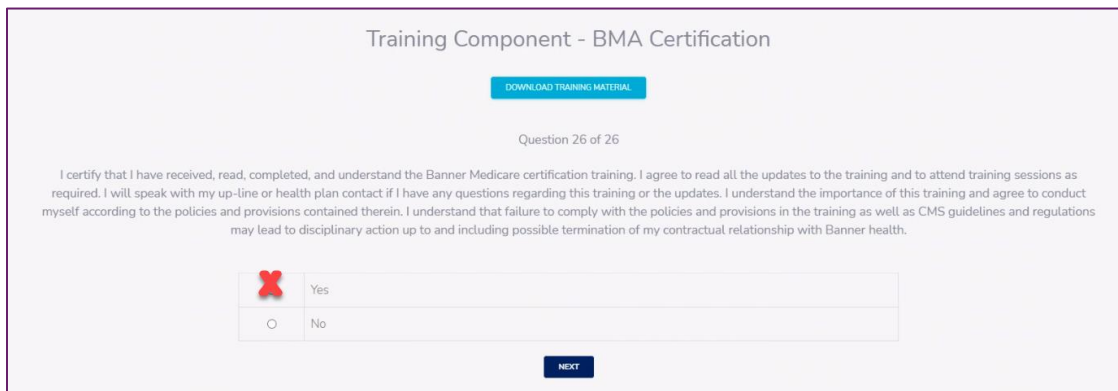 Training Component - BMA Certification
DOWNLOAD TRAINING MATERIAL
Question 26 of 26
I certify that I have received, read, completed, and understand the Banner Medicare certification training. I agree to read all the updates to the training and to attend training sessions as
required. I will speak with my up-line or health plan contact if I have any questions regarding this training or the updates. I understand the importance of this training and agree to conduct
myself according to the policies and provisions contained therein. I understand that failure to comply with the policies and provisions in the training as well as CMS guidelines and regulations
may lead to disciplinary action up to and including possible termination of my contractual relationship with Banner health.
Yes
No
NEXT